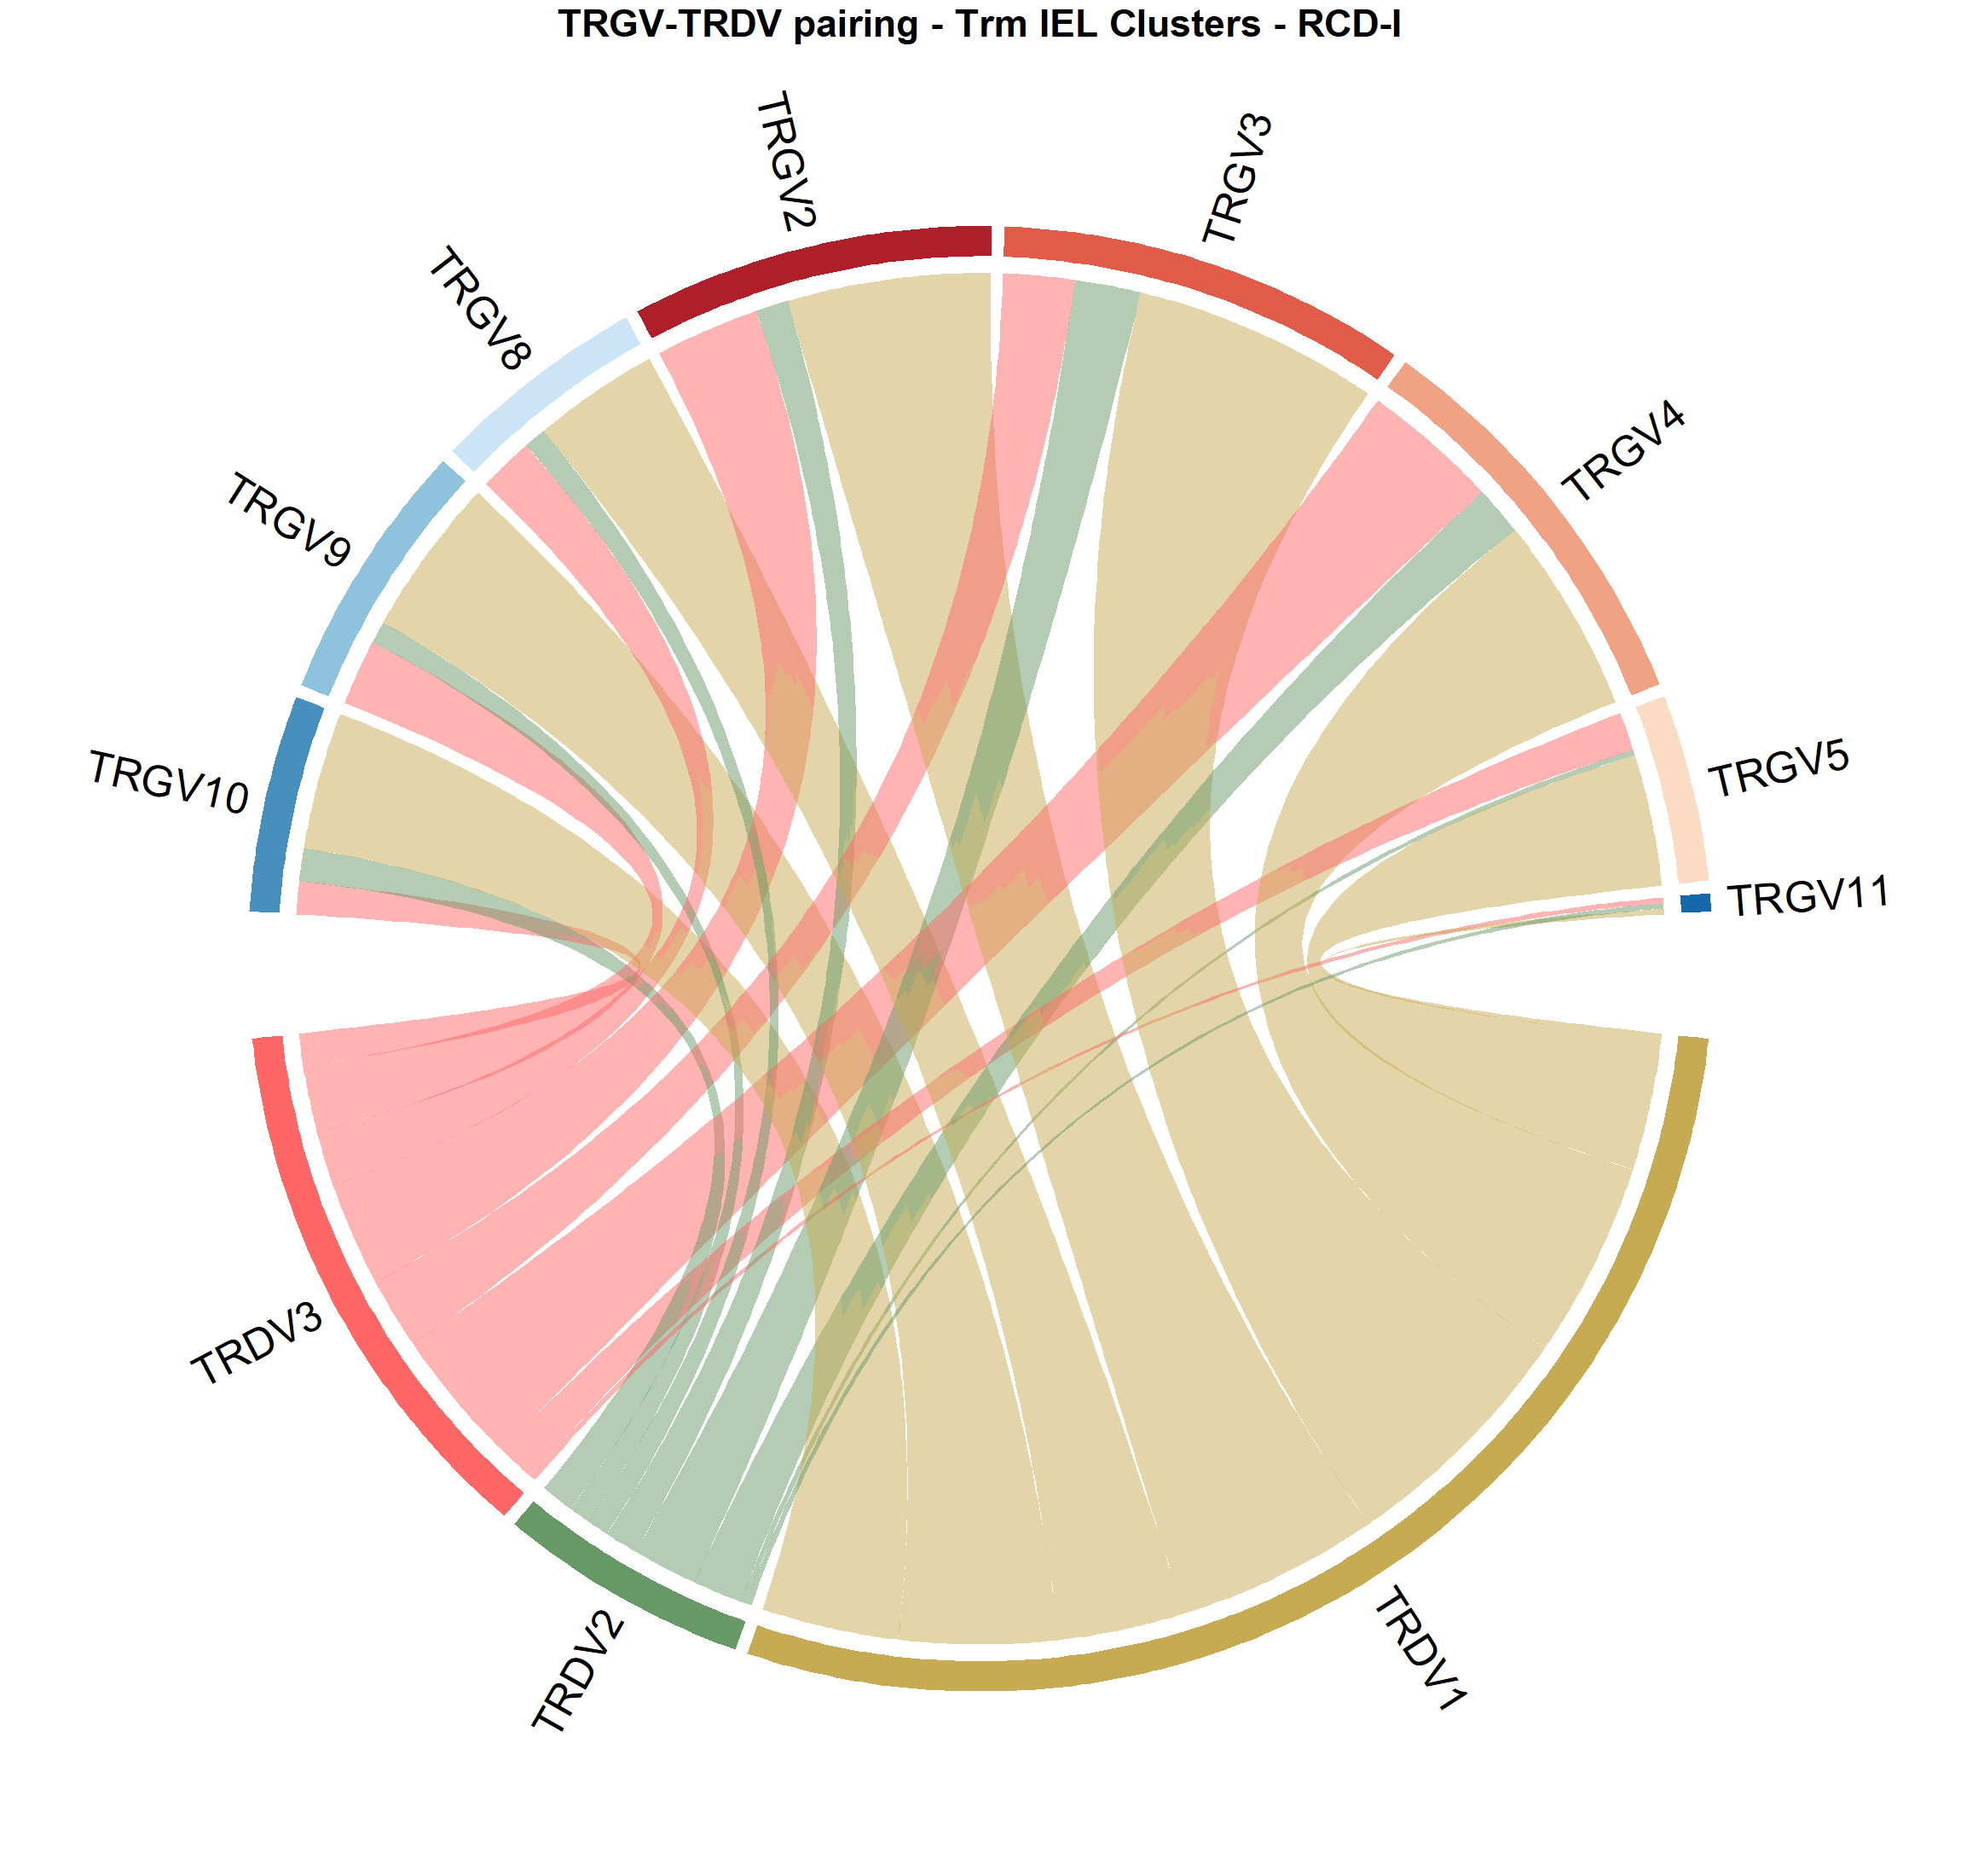 TRGV-TRDV pairing - Trm IEL Clusters - RCD-I
TRGV2
TRGV3
TRGV8
TRGV4
TRGV9
TRGV5
TRGV10
TRGV11
TRDV3
TRDV2
TRDV1